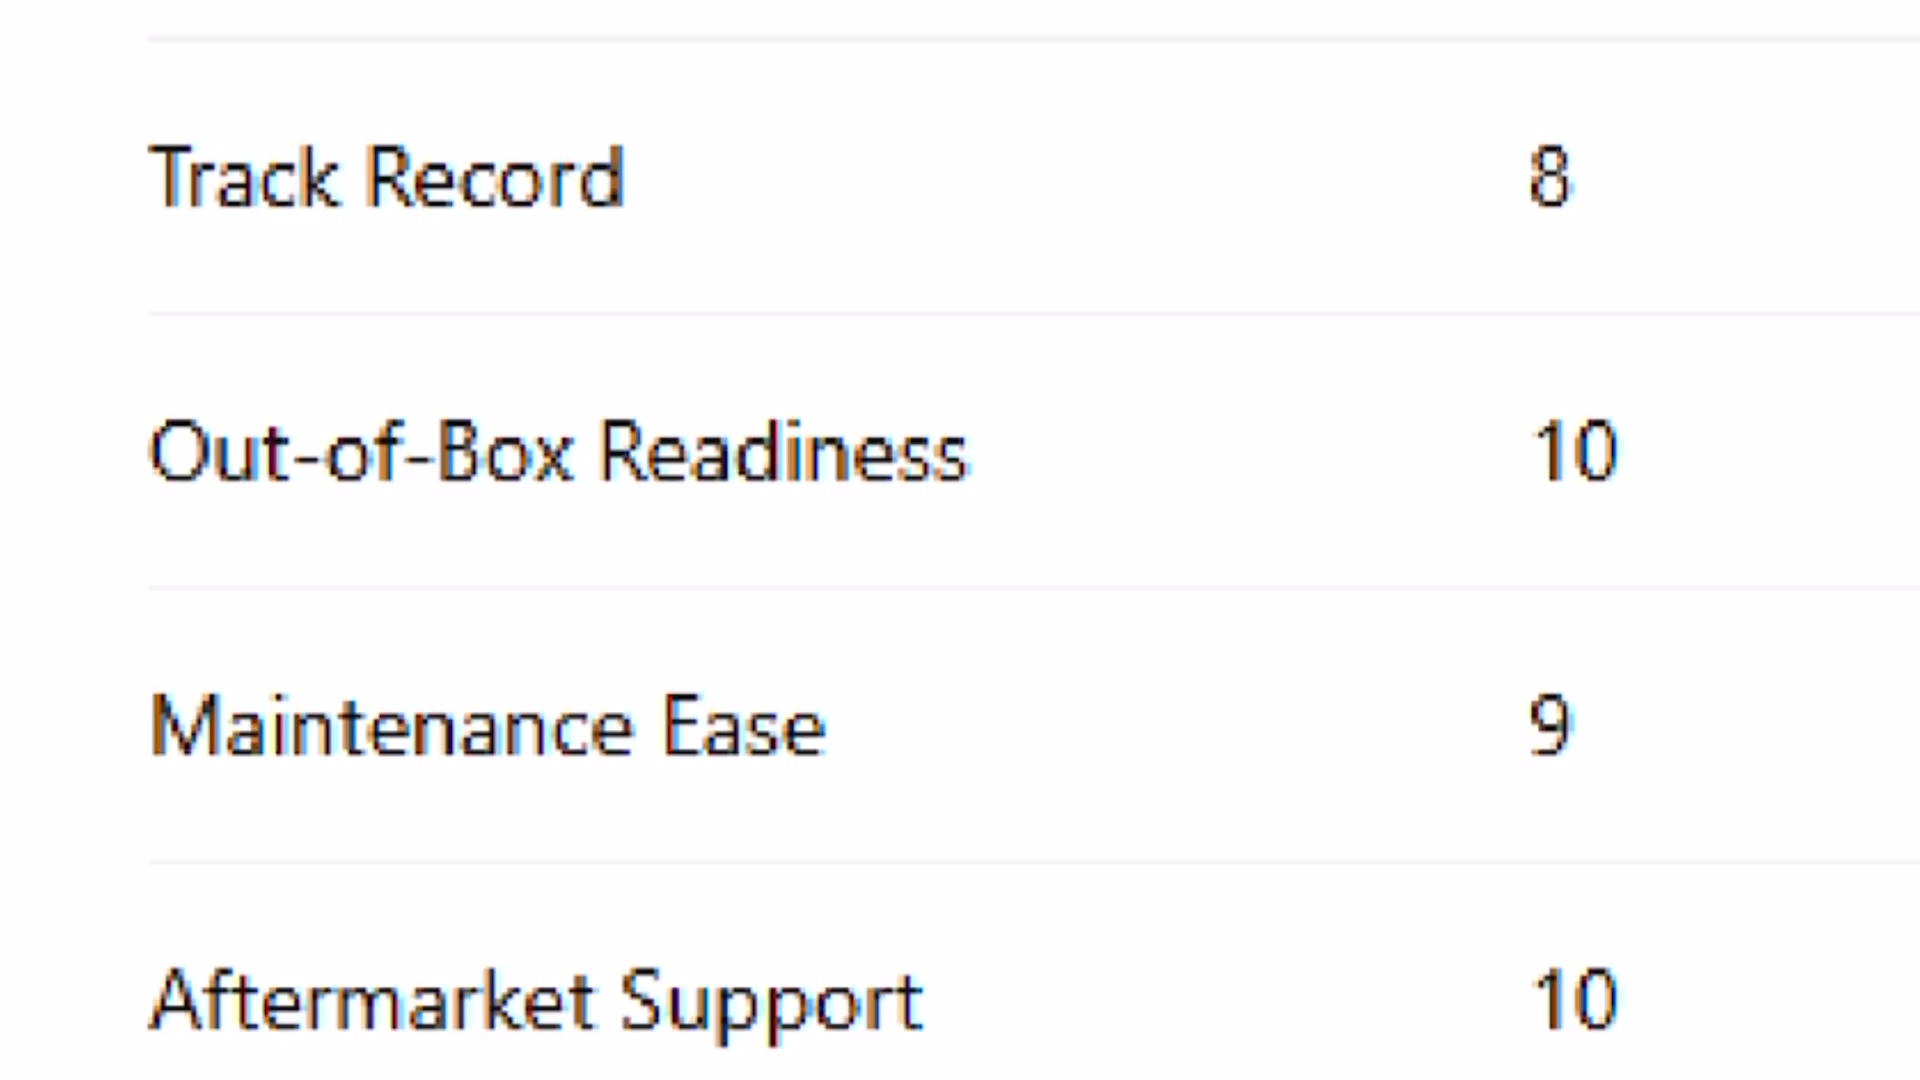 Track Record 8
Out-of-Box Readiness 10
Maintenance Ease 9
Aftermarket Support 10